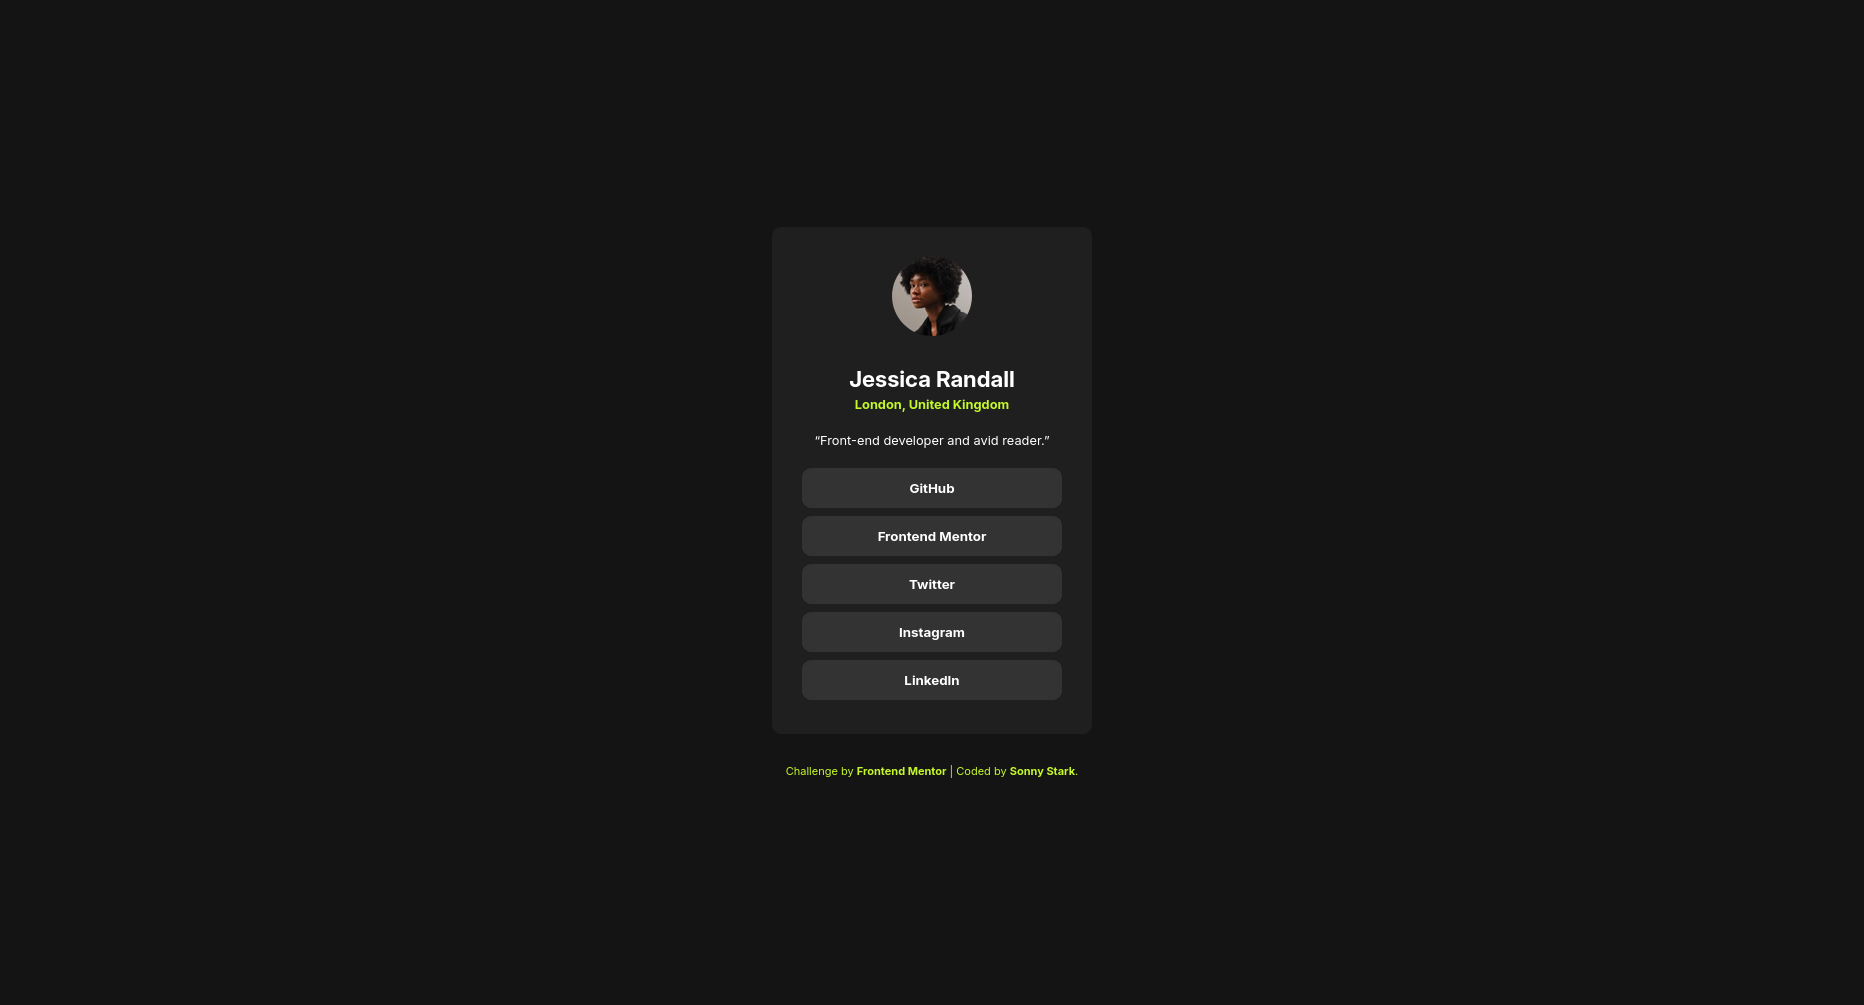 Jessica Randall
London, United Kingdom
“Front-end developer and avid reader.”
GitHub
Frontend Mentor
Twitter
Instagram
LinkedIn
Challenge by Frontend Mentor | Coded by Sonny Stark.